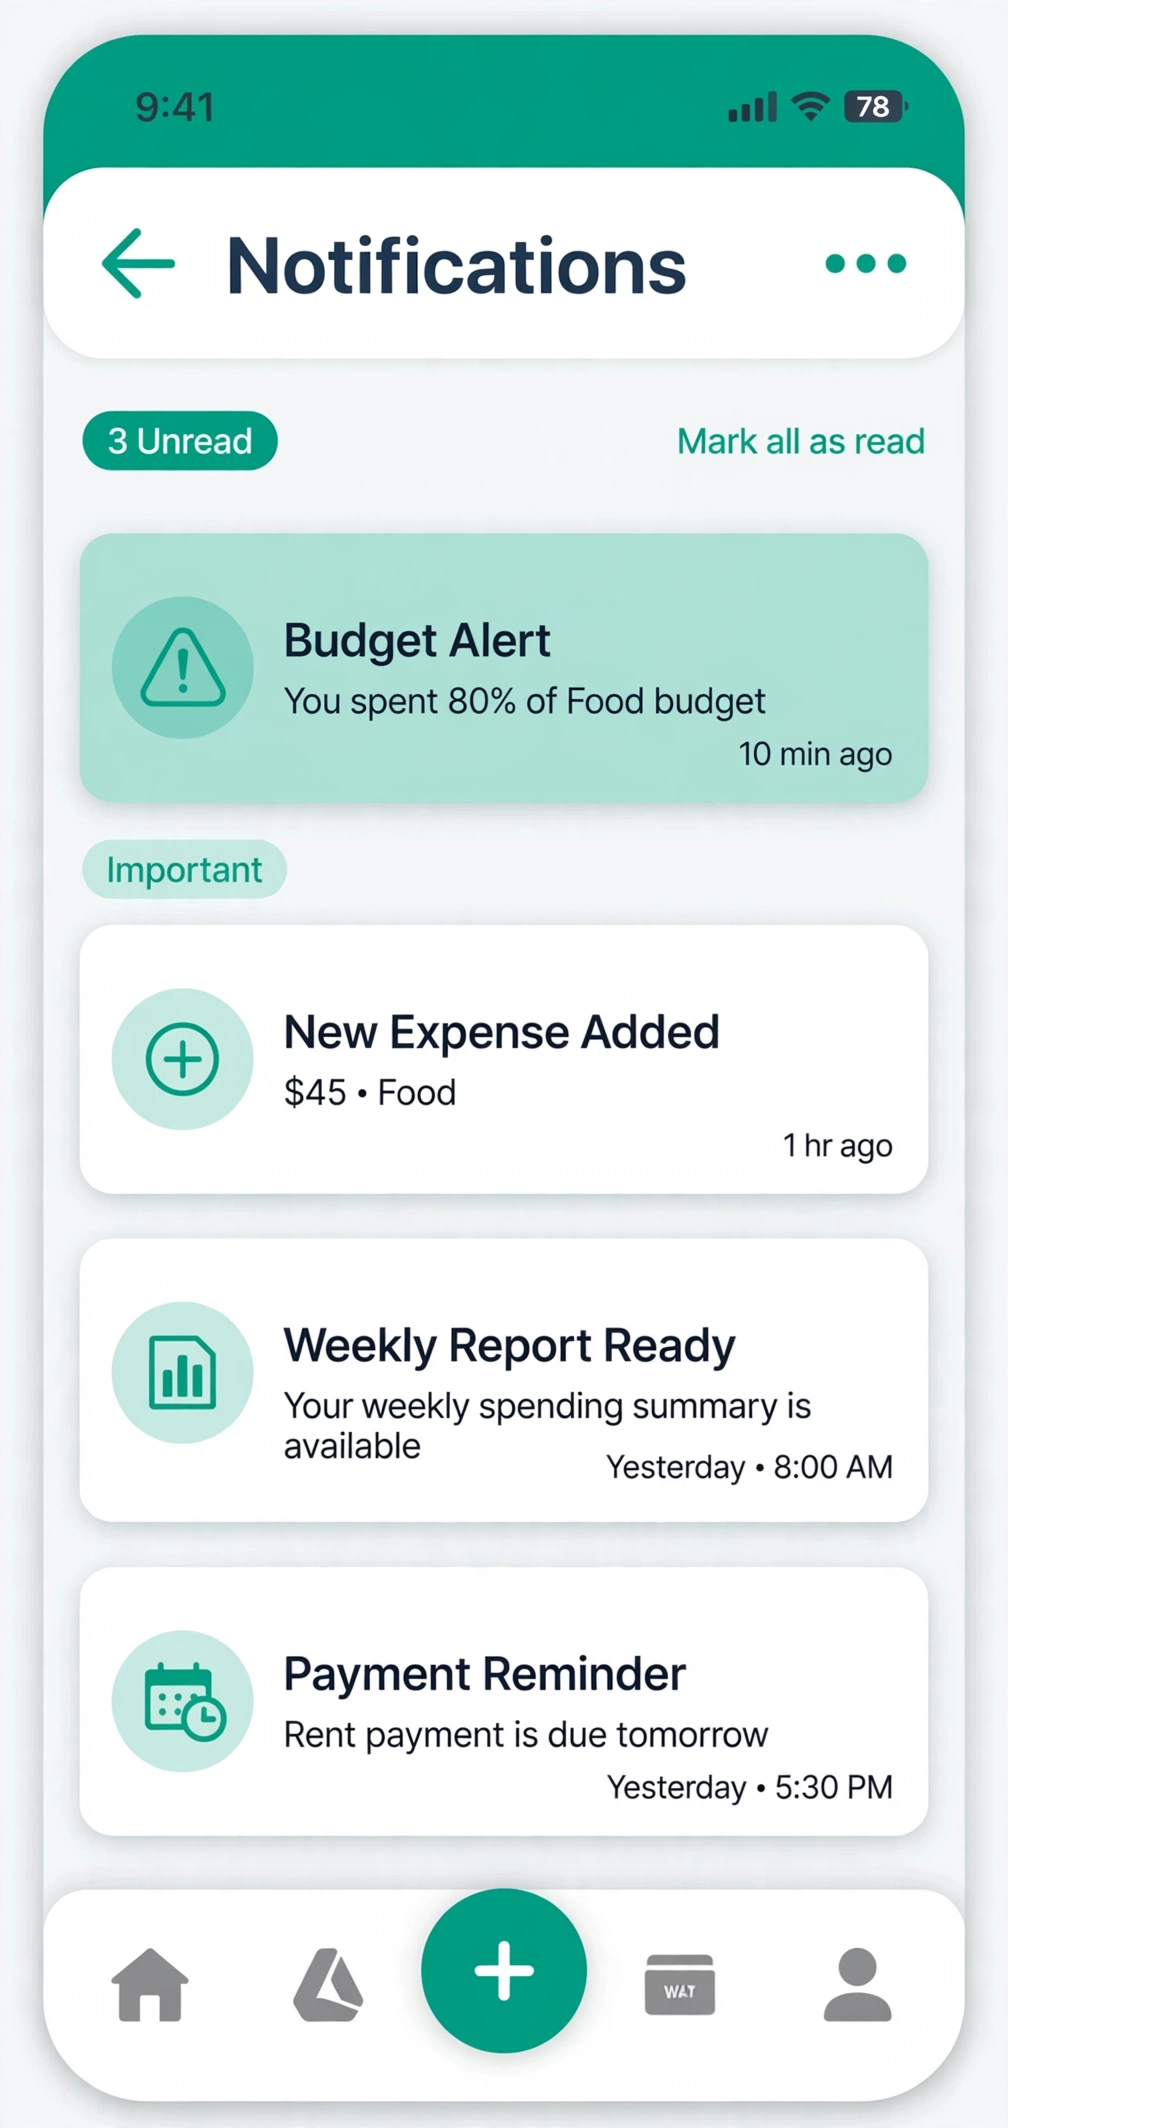 9:41
78
Notifications
3 Unread
Mark all as read
Budget Alert
You spent 80% of Food budget
10 min ago
Important
New Expense Added
$45 • Food
1 hr ago
Weekly Report Ready
Your weekly spending summary is
available
Yesterday • 8:00 AM
Payment Reminder
Rent payment is due tomorrow
Yesterday • 5:30 PM
WAT